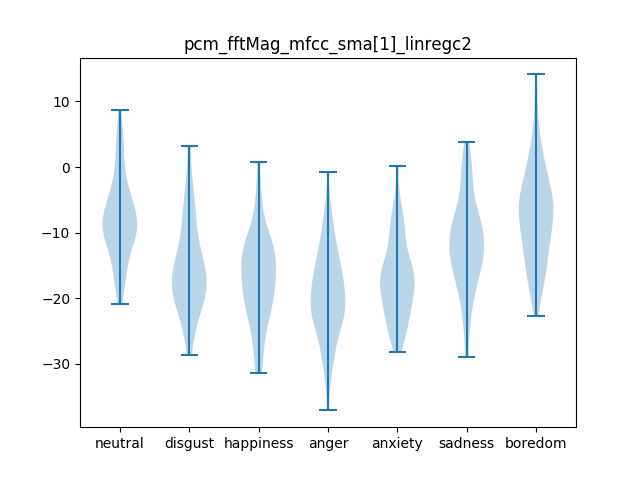 pcm_fftMag_mfcc_sma[1]_linregc2
10
0
−10
−20
−30
neutral disgust happiness anger anxiety sadness boredom